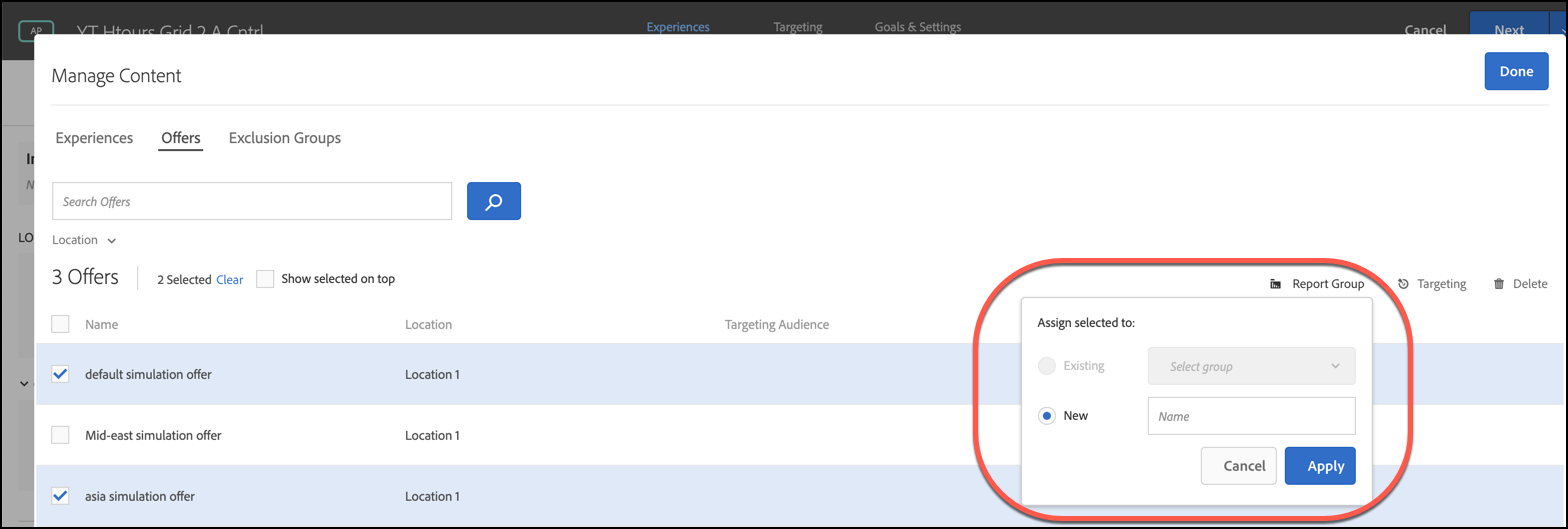 AP YT Htours Grid 2 A Cntrl Experiences Targeting Goals & Settings Cancel Next
Manage Content Done
Experiences Offers Exclusion Groups
Search Offers
LO Location
3 Offers 2 Selected Clear Show selected on top Report Group Targeting Delete
Name Location Targeting Audience Assign selected to:
Existing Select group
default simulation offer Location 1
New Name
Mid-east simulation offer Location 1
Cancel Apply
asia simulation offer Location 1